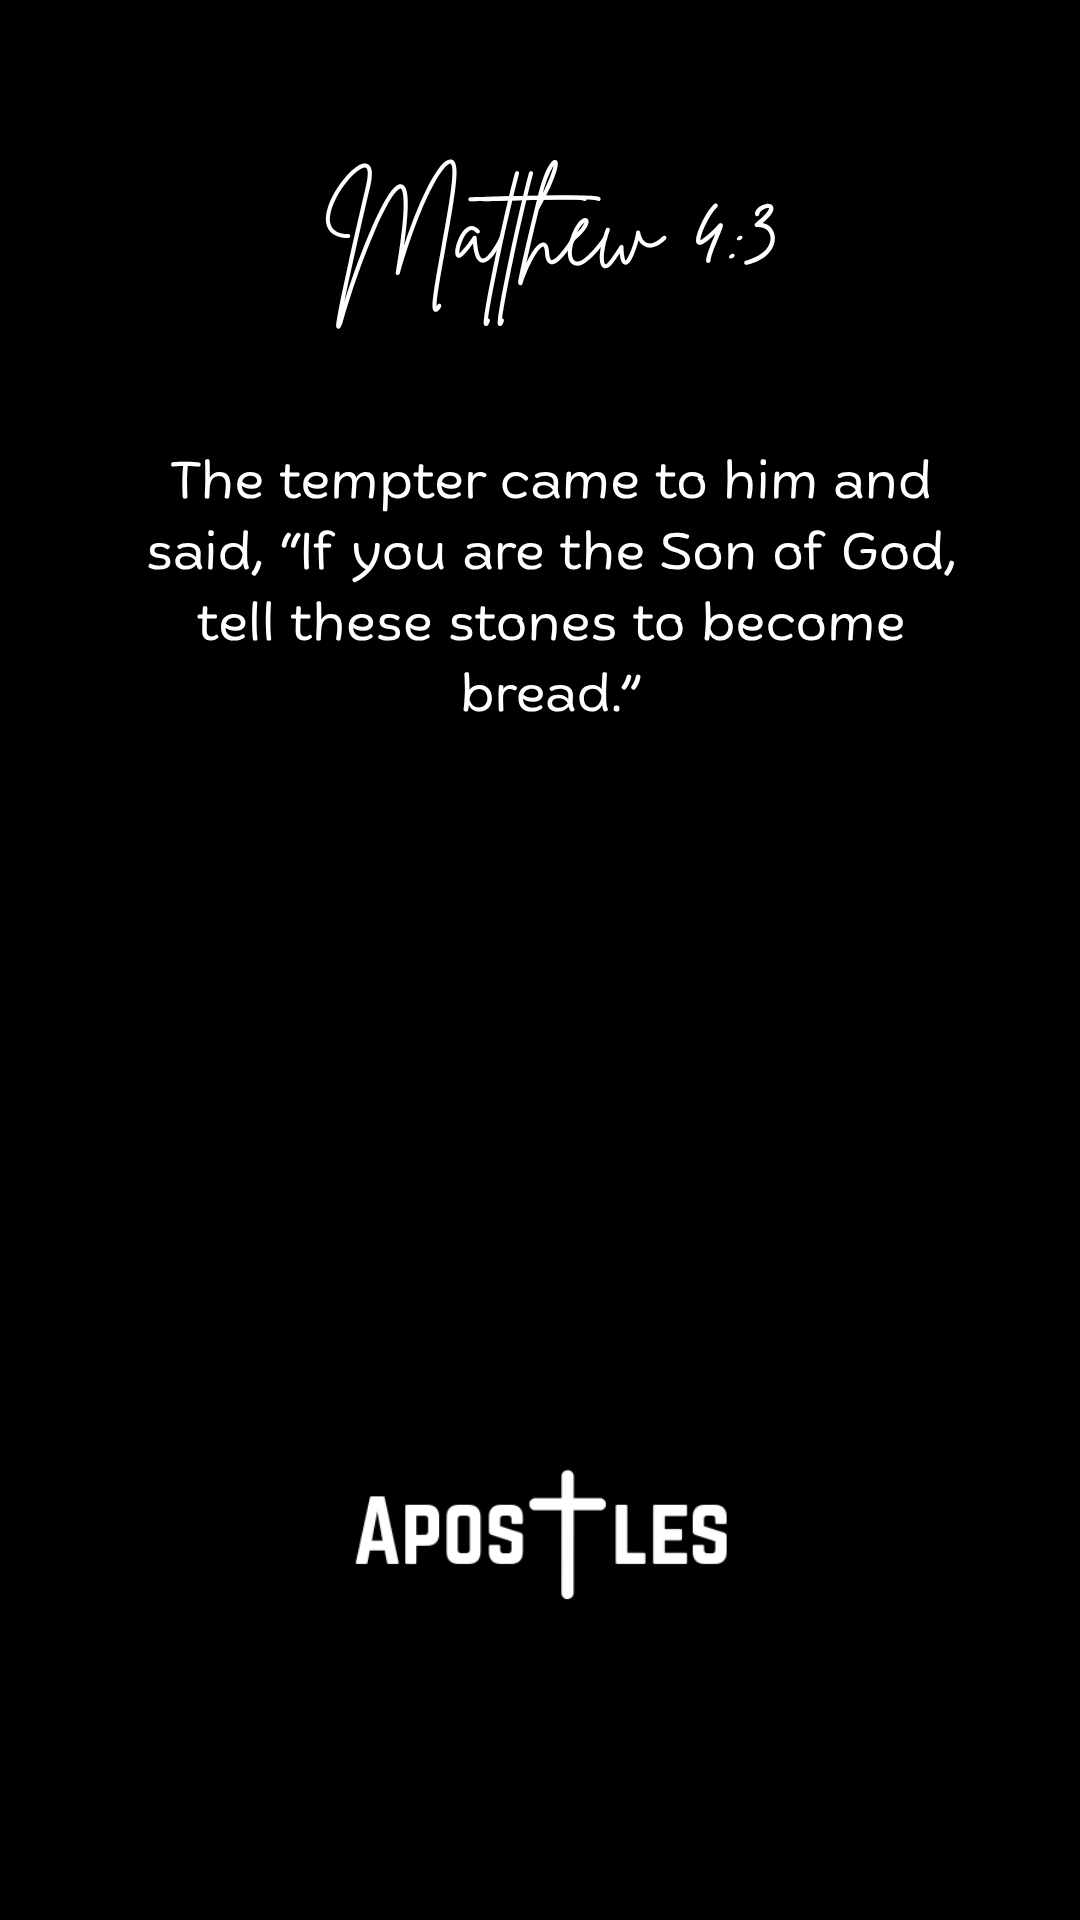 Matthew 4:3
The tempter came to him and
said, “If you are the Son of God,
tell these stones to become
bread.”
Apostles